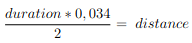 duration * 0, 034
2
= distance